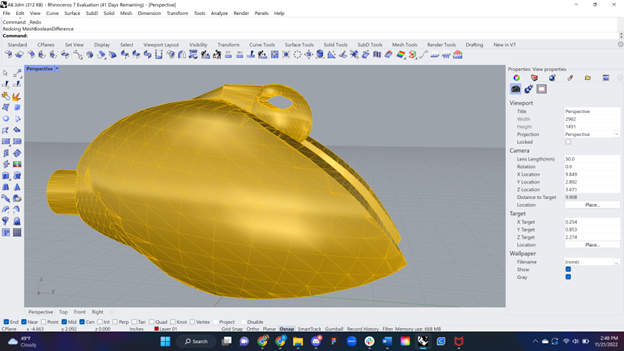 A8.3dm (312 KB) - Rhinoceros 7 Evaluation (41 Days Remaining) - [Perspective]
File Edit View Curve Surface SubD Solid Mesh Dimension Transform Tools Analyze Render Panels Help
Command: _Redo
Redoing MeshBooleanDifference
Command:
Standard CPlanes Set View Display Select Viewport Layout Visibility Transform Curve Tools Surface Tools Solid Tools SubD Tools Mesh Tools Render Tools Drafting New in V7
Perspective
Properties: View properties
Viewport
Title Perspective
Width 2962
Height 1491
Projection Perspective
Locked
Camera
Lens Length(mm) 50.0
Rotation 0.0
X Location 9.849
Y Location 2.892
Z Location 3.671
Distance to Target 9.908
Location Place...
Target
X Target 0.254
Y Target 0.853
Z Target 2.274
Location Place...
Wallpaper
Filename (none) ...
Show
Gray
Perspective Top Front Right
End Near Point Mid Cen Int Perp Tan Quad Knot Vertex Project Disable
CPlane x -4.663 y 2.092 z 0.000 Inches Layer 01 Grid Snap Ortho Planar Osnap SmartTrack Gumball Record History Filter Memory use: 668 MB
49°F
Cloudy
Search
2:48 PM
11/21/2022